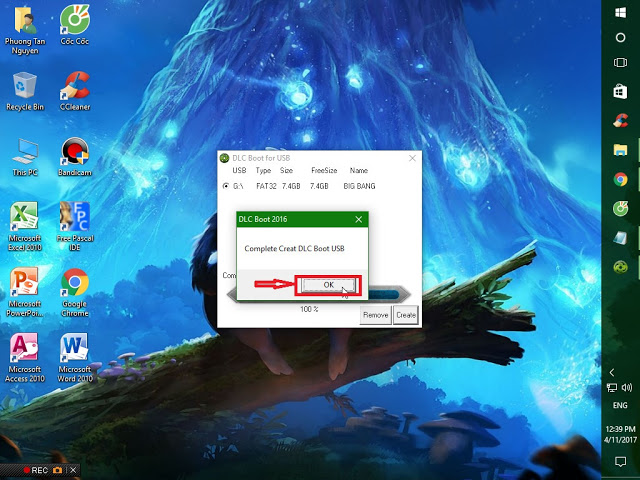 Phuong Tan
Nguyen
Cốc Cốc
Recycle Bin
CCleaner
This PC
Bandicam
Microsoft
Excel 2010
Free Pascal
IDE
Microsoft
PowerPoi...
Google
Chrome
Microsoft
Access 2010
Microsoft
Word 2010
DLC Boot for USB
USB Type Size FreeSize Name
G:\ FAT32 7.4GB 7.4GB BIG BANG
DLC Boot 2016
Complete Creat DLC Boot USB
OK
Com
100 %
Remove
Create
REC
ENG
12:39 PM
4/11/2017